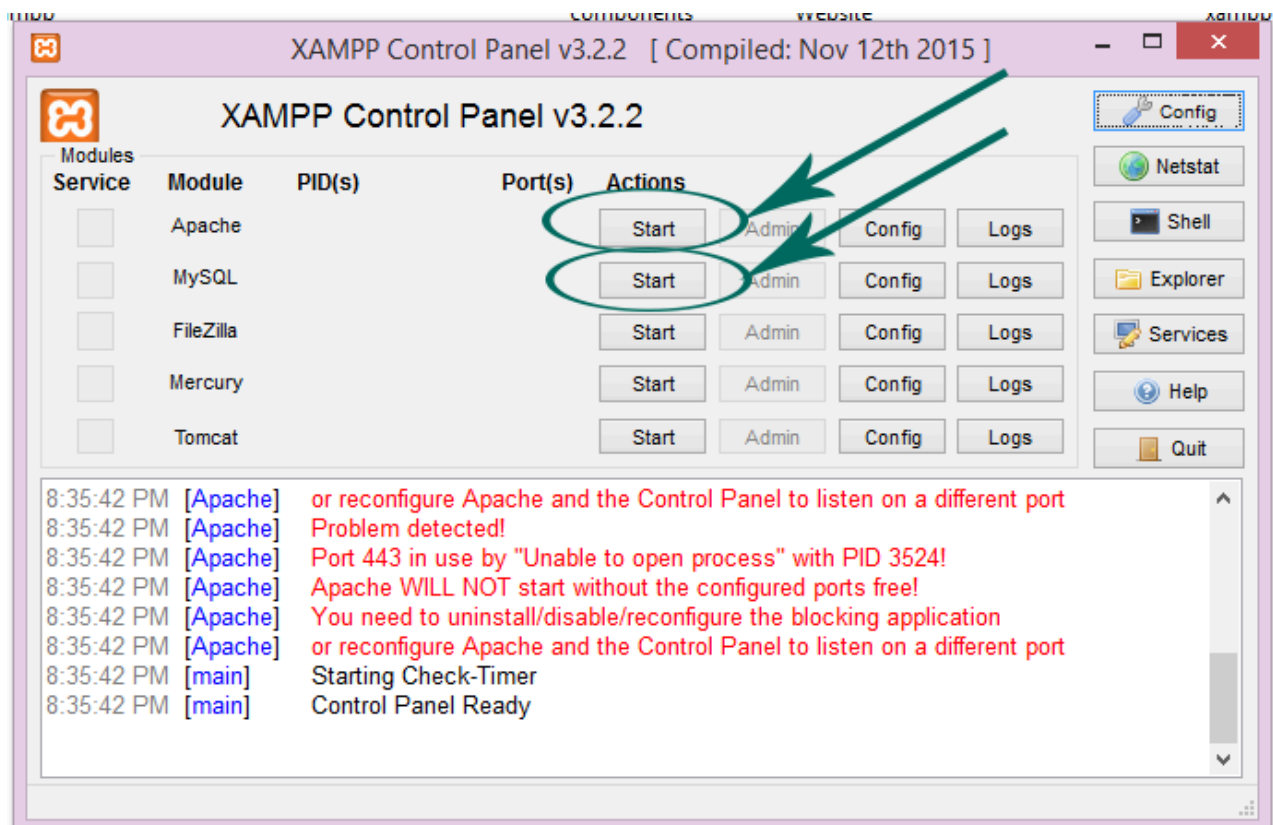 components Website xampp
XAMPP Control Panel v3.2.2 [ Compiled: Nov 12th 2015 ]
XAMPP Control Panel v3.2.2
Config
Modules
Service Module PID(s) Port(s) Actions
Netstat
Apache Start Admin Config Logs
Shell
MySQL Start Admin Config Logs
Explorer
FileZilla Start Admin Config Logs
Services
Mercury Start Admin Config Logs
Help
Tomcat Start Admin Config Logs
Quit
8:35:42 PM [Apache] or reconfigure Apache and the Control Panel to listen on a different port
8:35:42 PM [Apache] Problem detected!
8:35:42 PM [Apache] Port 443 in use by "Unable to open process" with PID 3524!
8:35:42 PM [Apache] Apache WILL NOT start without the configured ports free!
8:35:42 PM [Apache] You need to uninstall/disable/reconfigure the blocking application
8:35:42 PM [Apache] or reconfigure Apache and the Control Panel to listen on a different port
8:35:42 PM [main] Starting Check-Timer
8:35:42 PM [main] Control Panel Ready